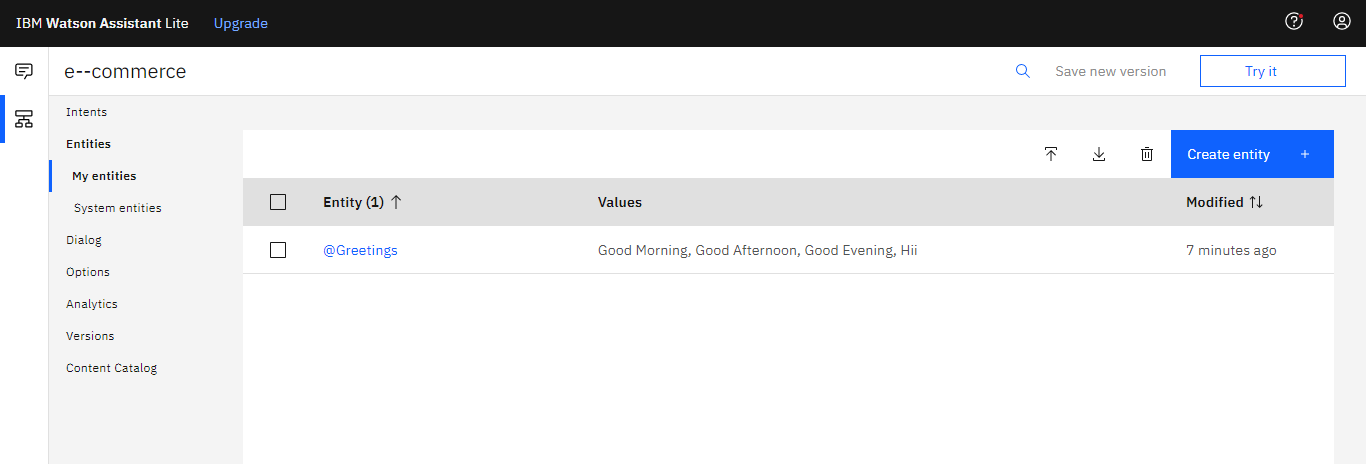 IBM Watson Assistant Lite Upgrade
e--commerce Save new version Try it
Intents
Entities
My entities
System entities
Dialog
Options
Analytics
Versions
Content Catalog
Create entity +
Entity (1) Values Modified
@Greetings Good Morning, Good Afternoon, Good Evening, Hii 7 minutes ago